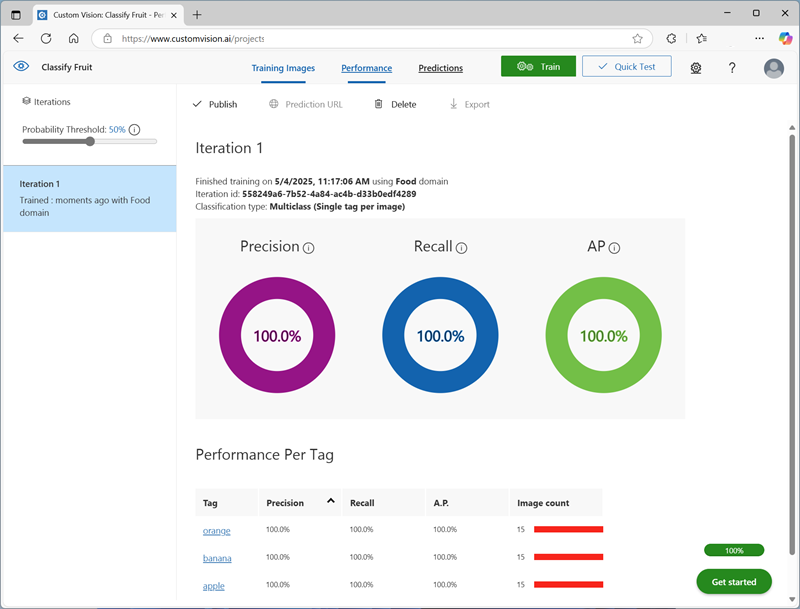 Custom Vision: Classify Fruit - Per
https://www.customvision.ai/projects
Classify Fruit
Training Images
Performance
Predictions
Train
Quick Test
?
Iterations
Probability Threshold: 50%
Iteration 1
Trained : moments ago with Food
domain
Publish
Prediction URL
Delete
Export
Iteration 1
Finished training on 5/4/2025, 11:17:06 AM using Food domain
Iteration id: 558249a6-7b52-4a84-ac4b-d33b0edf4289
Classification type: Multiclass (Single tag per image)
Precision
Recall
AP
100.0%
100.0%
100.0%
Performance Per Tag
Tag Precision Recall A.P. Image count
orange 100.0% 100.0% 100.0% 15
banana 100.0% 100.0% 100.0% 15
apple 100.0% 100.0% 100.0% 15
100%
Get started